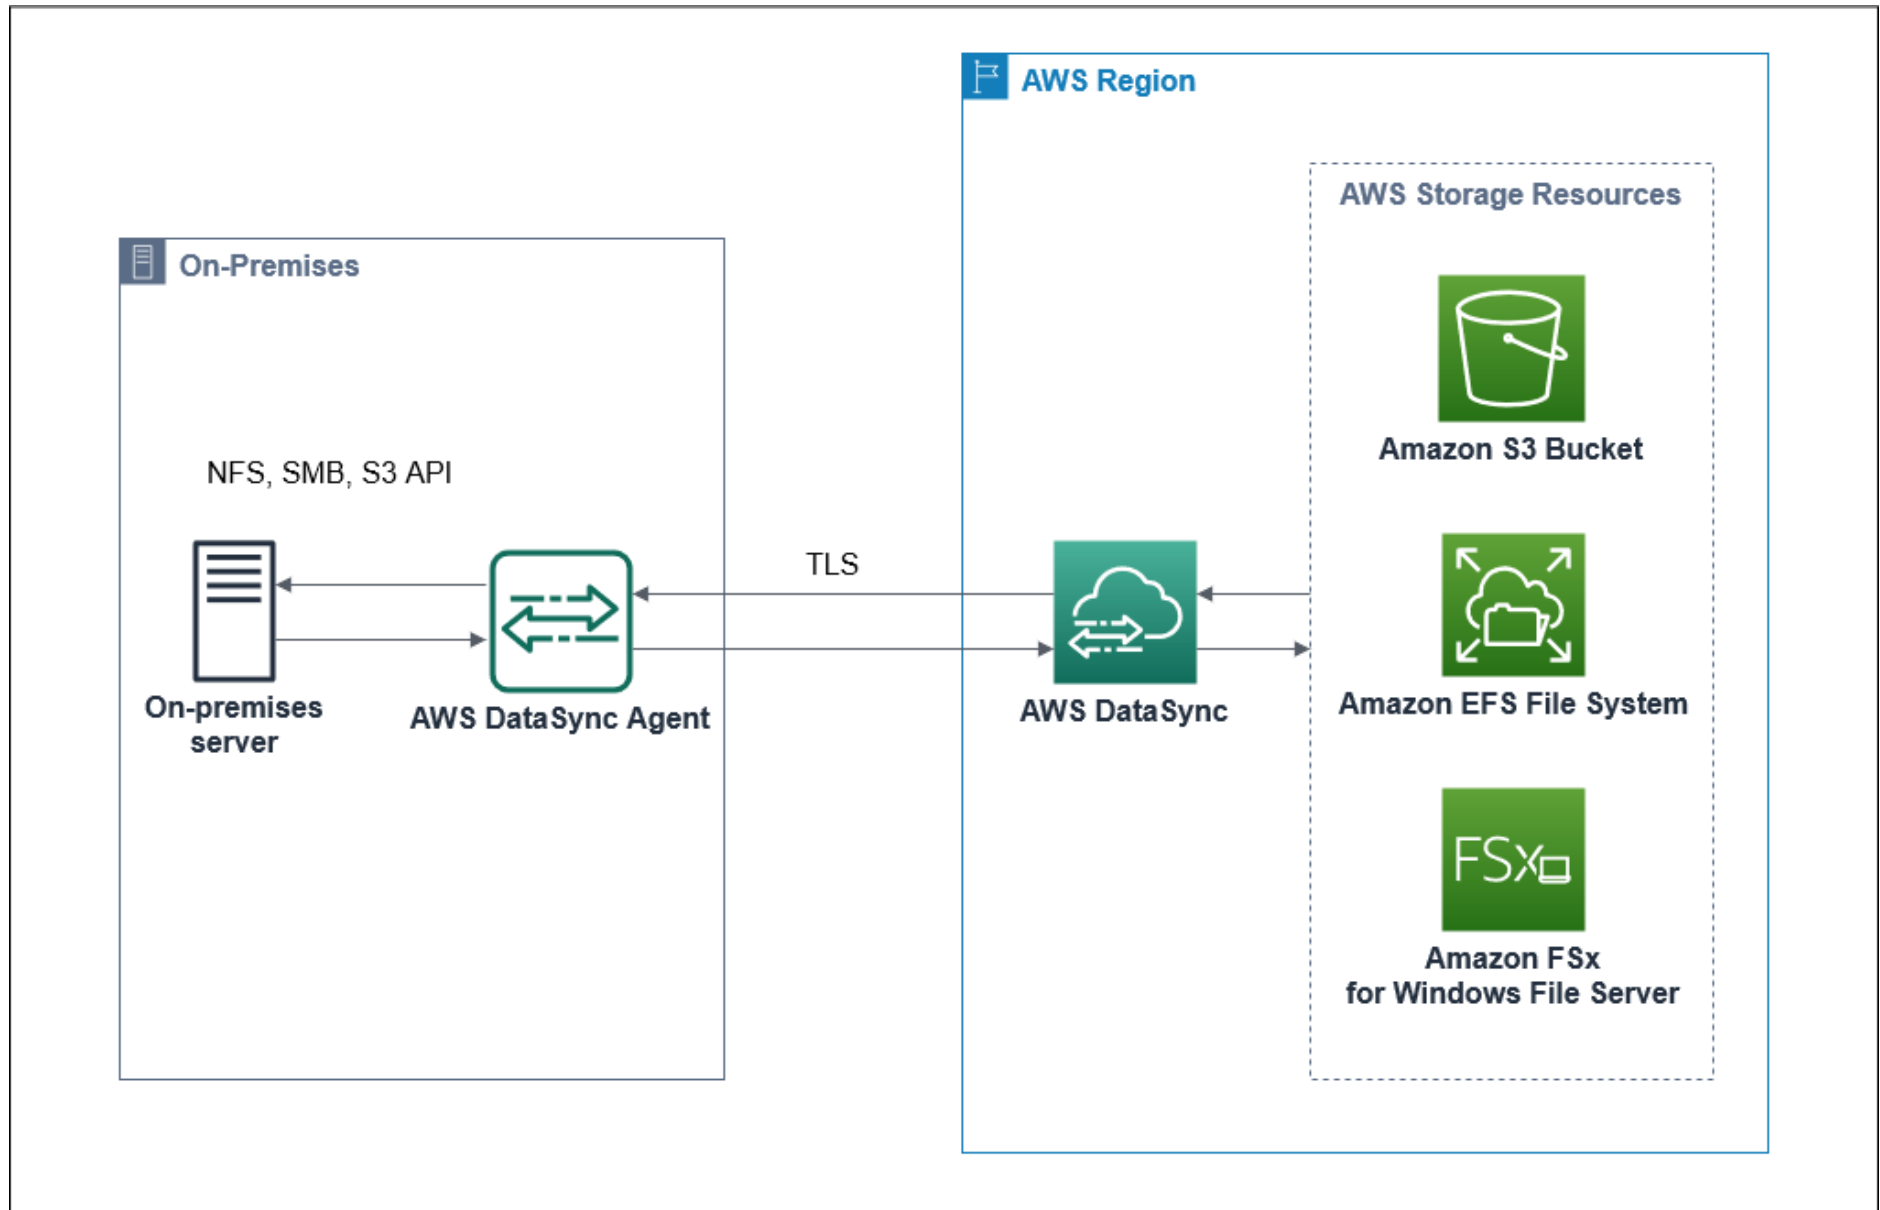 AWS Region
AWS Storage Resources
On-Premises
Amazon S3 Bucket
NFS, SMB, S3 API
TLS
On-premises
server
AWS DataSync Agent
AWS DataSync
Amazon EFS File System
FSx
Amazon FSx
for Windows File Server